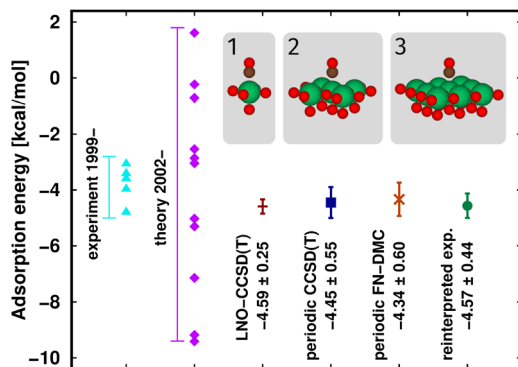 Adsorption energy [kcal/mol]
2
0
−2
−4
−6
−8
−10
experiment 1999−
theory 2002−
1
2
3
LNO−CCSD(T)
−4.59 ± 0.25
periodic CCSD(T)
−4.45 ± 0.55
periodic FN−DMC
−4.34 ± 0.60
reinterpreted exp.
−4.57 ± 0.44